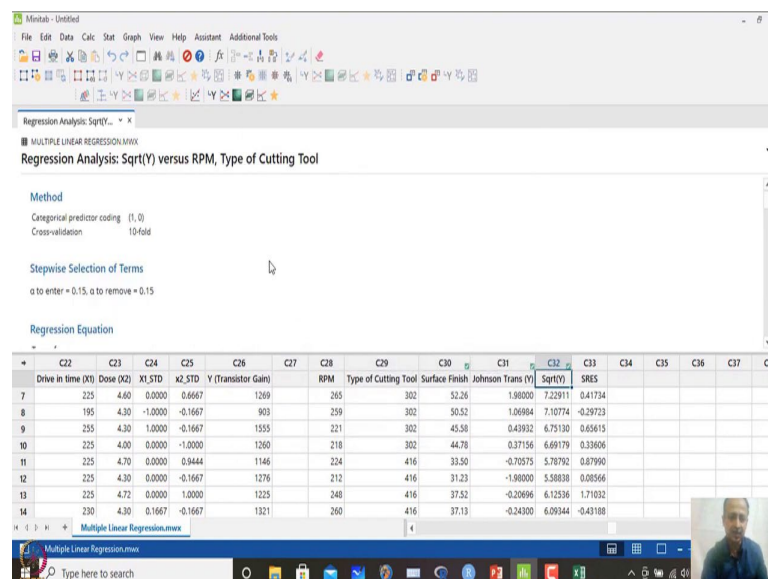 Minitab - Untitled
File Edit Data Calc Stat Graph View Help Assistant Additional Tools
Regression Analysis: Sqrt(Y... × 
MULTIPLE LINEAR REGRESSION.MWX
Regression Analysis: Sqrt(Y) versus RPM, Type of Cutting Tool
Method
Categorical predictor coding (1, 0)
Cross-validation 10-fold
Stepwise Selection of Terms
α to enter = 0.15, α to remove = 0.15
Regression Equation
C22 C23 C24 C25 C26 C27 C28 C29 C30 C31 C32 C33 C34 C35 C36 C37 C
Drive in time (X1) Dose (X2) X1_STD x2_STD Y (Transistor Gain) RPM Type of Cutting Tool Surface Finish Johnson Trans (Y) Sqrt(Y) SRES
7 225 4.60 0.0000 0.6667 1269 265 302 52.26 1.98000 7.22911 0.41734
8 195 4.30 -1.0000 -0.1667 903 259 302 50.52 1.06984 7.10774 -0.29723
9 255 4.30 1.0000 -0.1667 1555 221 302 45.58 0.43932 6.75130 0.65615
10 225 4.00 0.0000 -1.0000 1260 218 302 44.78 0.37156 6.69179 0.33606
11 225 4.70 0.0000 0.9444 1146 224 416 33.50 -0.70575 5.78792 0.87990
12 225 4.30 0.0000 -0.1667 1276 212 416 31.23 -1.98000 5.58838 0.08566
13 225 4.72 0.0000 1.0000 1225 248 416 37.52 -0.20696 6.12536 1.71032
14 230 4.30 0.1667 -0.1667 1321 260 416 37.13 -0.24300 6.09344 -0.43188
Multiple Linear Regression.mwx
Multiple Linear Regression.mwx
Type here to search